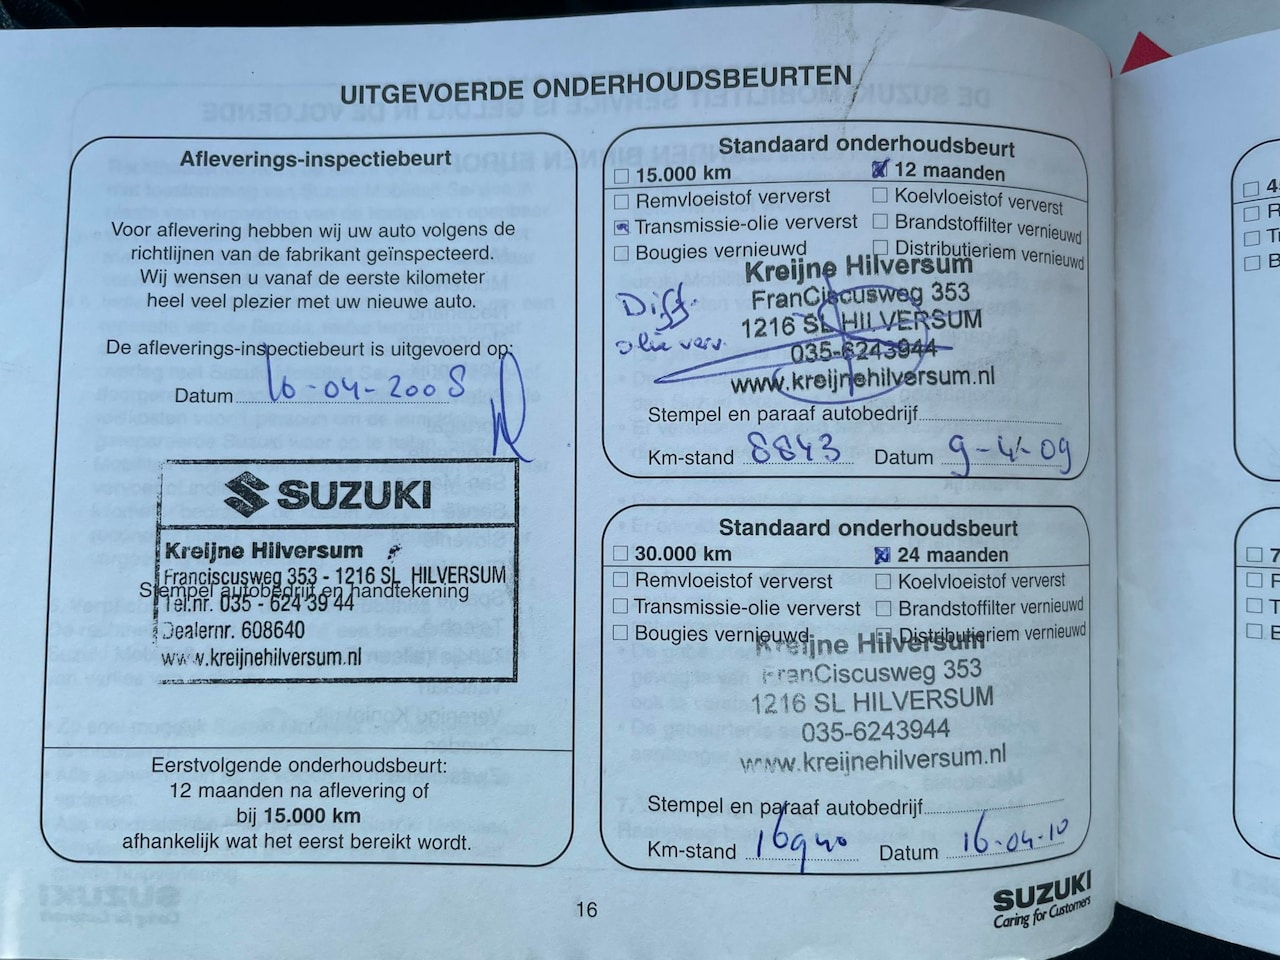 UITGEVOERDE ONDERHOUDSBEURTEN
Afleverings-inspectiebeurt
Voor aflevering hebben wij uw auto volgens de
richtlijnen van de fabrikant geïnspecteerd.
Wij wensen u vanaf de eerste kilometer
heel veel plezier met uw nieuwe auto.
De afleverings-inspectiebeurt is uitgevoerd op:
Datum 10-04-2008
SUZUKI
Kreijne Hilversum
Franciscusweg 353 - 1216 SL HILVERSUM
Stempel autobedrijf en handtekening
Tel.nr. 035 - 624 39 44
Dealernr. 608640
www.kreijnehilversum.nl
Eerstvolgende onderhoudsbeurt:
12 maanden na aflevering of
bij 15.000 km
afhankelijk wat het eerst bereikt wordt.
Standaard onderhoudsbeurt
15.000 km 12 maanden
Remvloeistof ververst Koelvloeistof ververst
Transmissie-olie ververst Brandstoffilter vernieuwd
Bougies vernieuwd Distributieriem vernieuwd
Kreijne Hilversum
FranCiscusweg 353
1216 SL HILVERSUM
035-6243944
www.kreijnehilversum.nl
Diff.
olie verv.
Stempel en paraaf autobedrijf
Km-stand 8843 Datum 9-4-09
Standaard onderhoudsbeurt
30.000 km 24 maanden
Remvloeistof ververst Koelvloeistof ververst
Transmissie-olie ververst Brandstoffilter vernieuwd
Bougies vernieuwd Distributieriem vernieuwd
Kreijne Hilversum
FranCiscusweg 353
1216 SL HILVERSUM
035-6243944
www.kreijnehilversum.nl
Stempel en paraaf autobedrijf
Km-stand 16940 Datum 16-04-10
16
SUZUKI
Caring for Customers